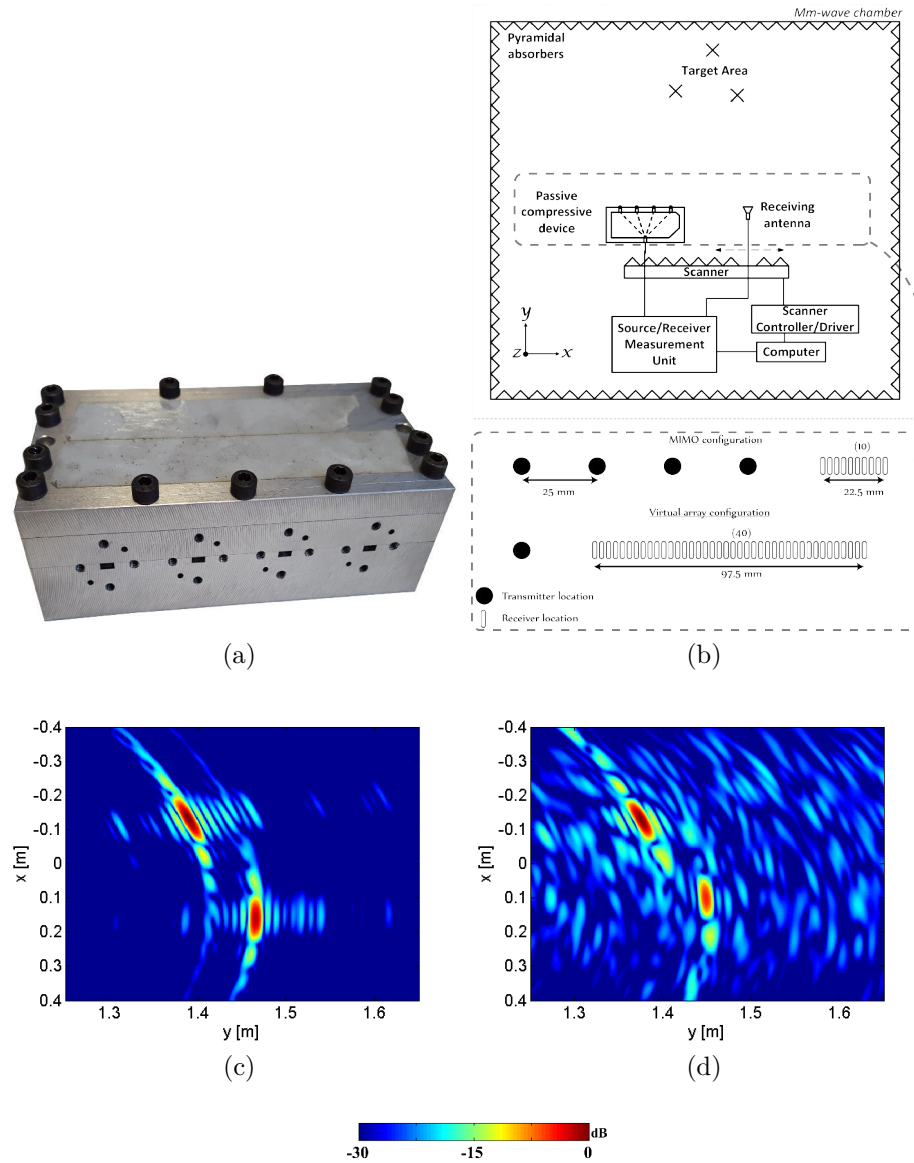 Mm-wave chamber
Pyramidal
absorbers
Target Area
Passive
compressive
device
Receiving
antenna
Scanner
y
z
x
Source/Receiver
Measurement
Unit
Scanner
Controller/Driver
Computer
MIMO configuration
(10)
25 mm
22.5 mm
Virtual array configuration
(40)
97.5 mm
Transmitter location
Receiver location
(a)
(b)
-0.4
-0.3
-0.2
-0.1
0
0.1
0.2
0.3
0.4
x [m]
1.3
1.4
1.5
1.6
y [m]
(c)
-0.4
-0.3
-0.2
-0.1
0
0.1
0.2
0.3
0.4
x [m]
1.3
1.4
1.5
1.6
y [m]
(d)
dB
-30
-15
0